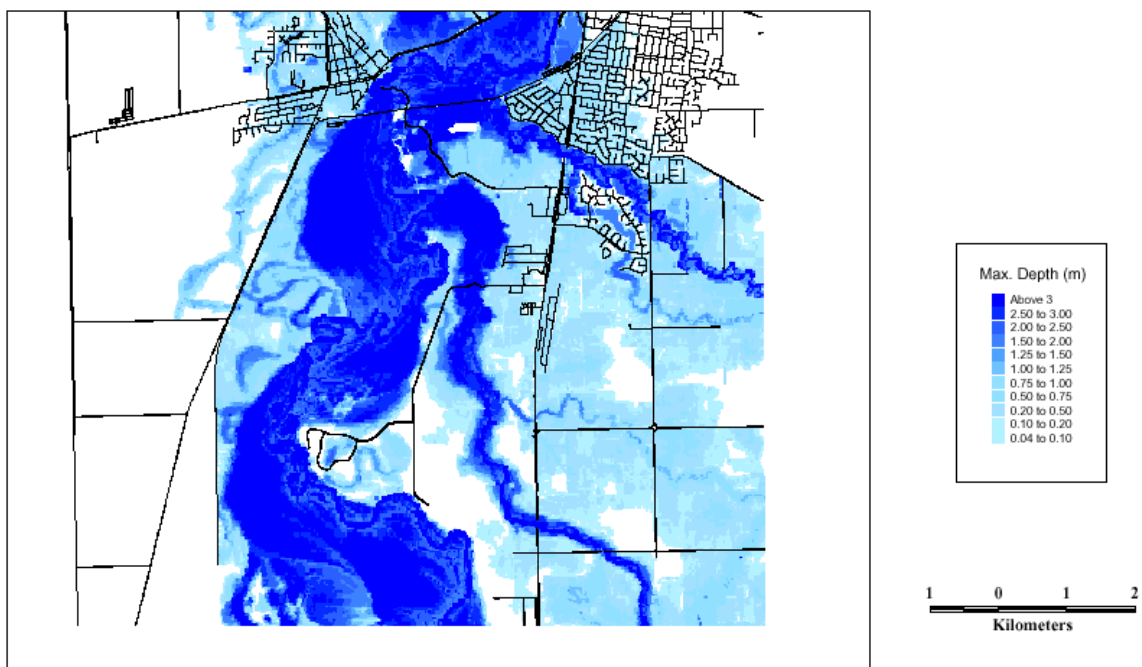 Max. Depth (m)
Above 3
2.50 to 3.00
2.00 to 2.50
1.50 to 2.00
1.25 to 1.50
1.00 to 1.25
0.75 to 1.00
0.50 to 0.75
0.20 to 0.50
0.10 to 0.20
0.04 to 0.10
1 0 1 2
Kilometers